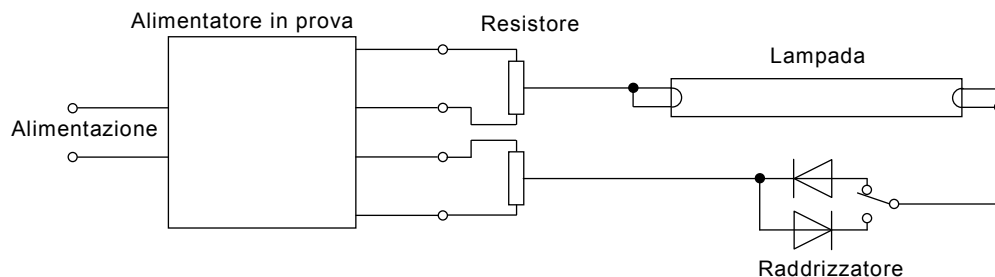 Alimentatore in prova
Resistore
Lampada
Alimentazione
Raddrizzatore